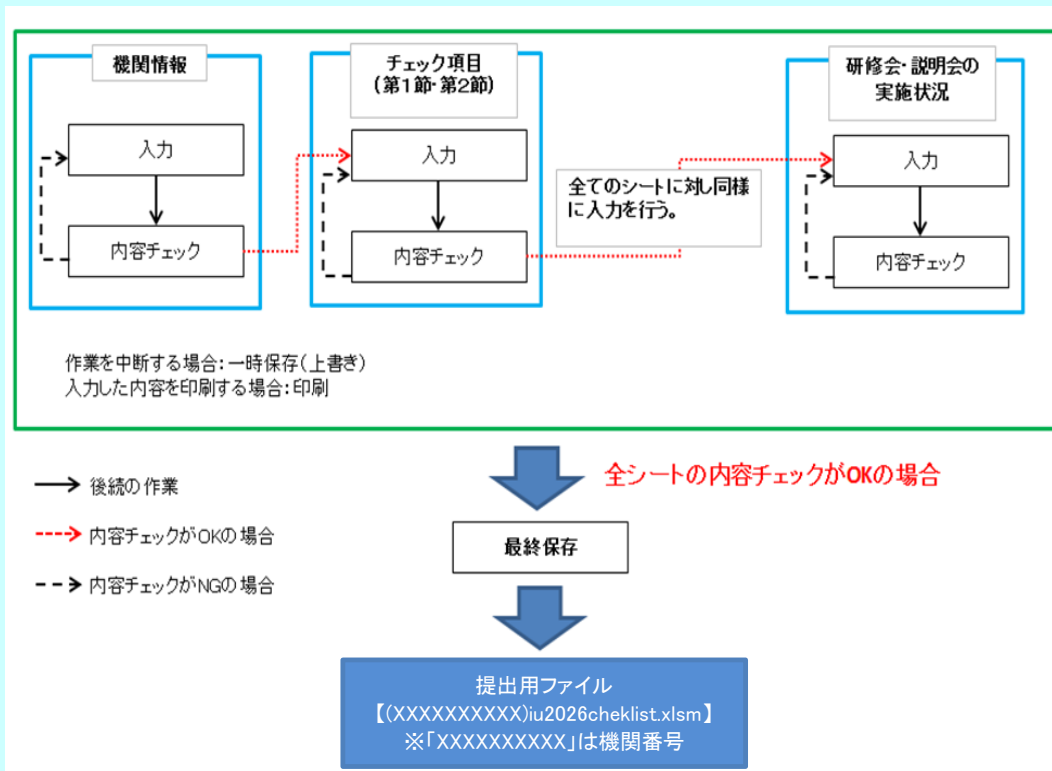 機関情報
入力
内容チェック
チェック項目
(第1節・第2節)
入力
内容チェック
全てのシートに対し同様
に入力を行う。
研修会・説明会の
実施状況
入力
内容チェック
作業を中断する場合:一時保存(上書き)
入力した内容を印刷する場合:印刷
後続の作業
内容チェックがOKの場合
内容チェックがNGの場合
全シートの内容チェックがOKの場合
最終保存
提出用ファイル
【(XXXXXXXXXX)iu2026cheklist.xlsm】
※「XXXXXXXXXX」は機関番号